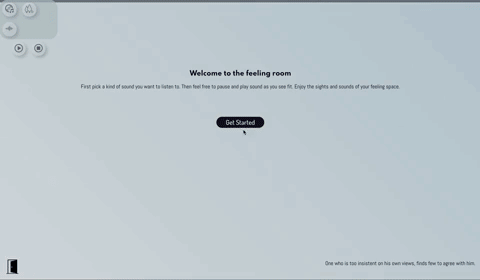 Welcome to the feeling room
First pick a kind of sound you want to listen to. Then feel free to pause and play sound as you see fit. Enjoy the sights and sounds of your feeling space.
Get Started
One who is too insistent on his own views, finds few to agree with him.